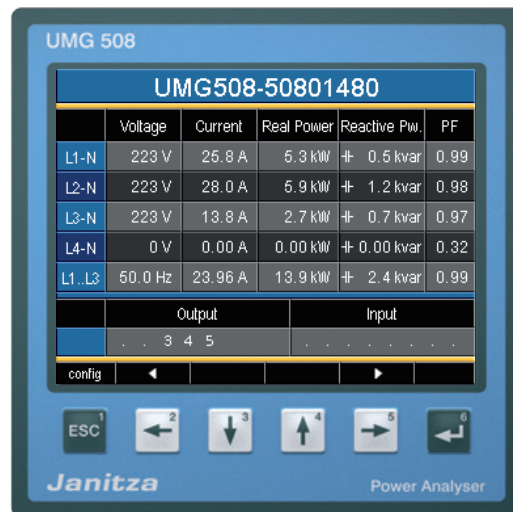 UMG 508
UMG508-50801480
Voltage Current Real Power Reactive Pw. PF
L1-N 223 V 25.8 A 5.3 kW ⊣⊢ 0.5 kvar 0.99
L2-N 223 V 28.0 A 5.9 kW ⊣⊢ 1.2 kvar 0.98
L3-N 223 V 13.8 A 2.7 kW ⊣⊢ 0.7 kvar 0.97
L4-N 0 V 0.00 A 0.00 kW ⊣⊢ 0.00 kvar 0.32
L1..L3 50.0 Hz 23.96 A 13.9 kW ⊣⊢ 2.4 kvar 0.99
Output Input
. . 3 4 5 . . . . . . . .
config ◄ ►
ESC 1 ← 2 ↓ 3 ↑ 4 → 5 ↵ 6
Janitza Power Analyser